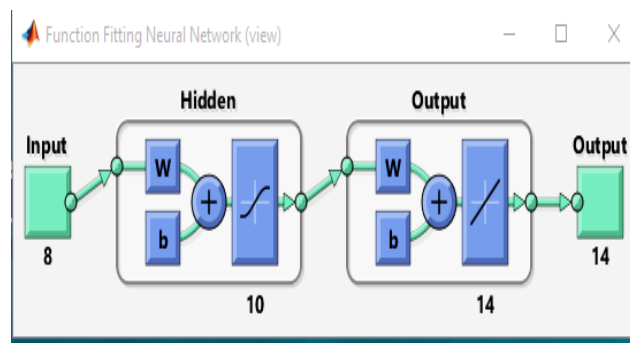 Function Fitting Neural Network (view)
Hidden
Output
Input
Output
W
W
b
b
8
10
14
14